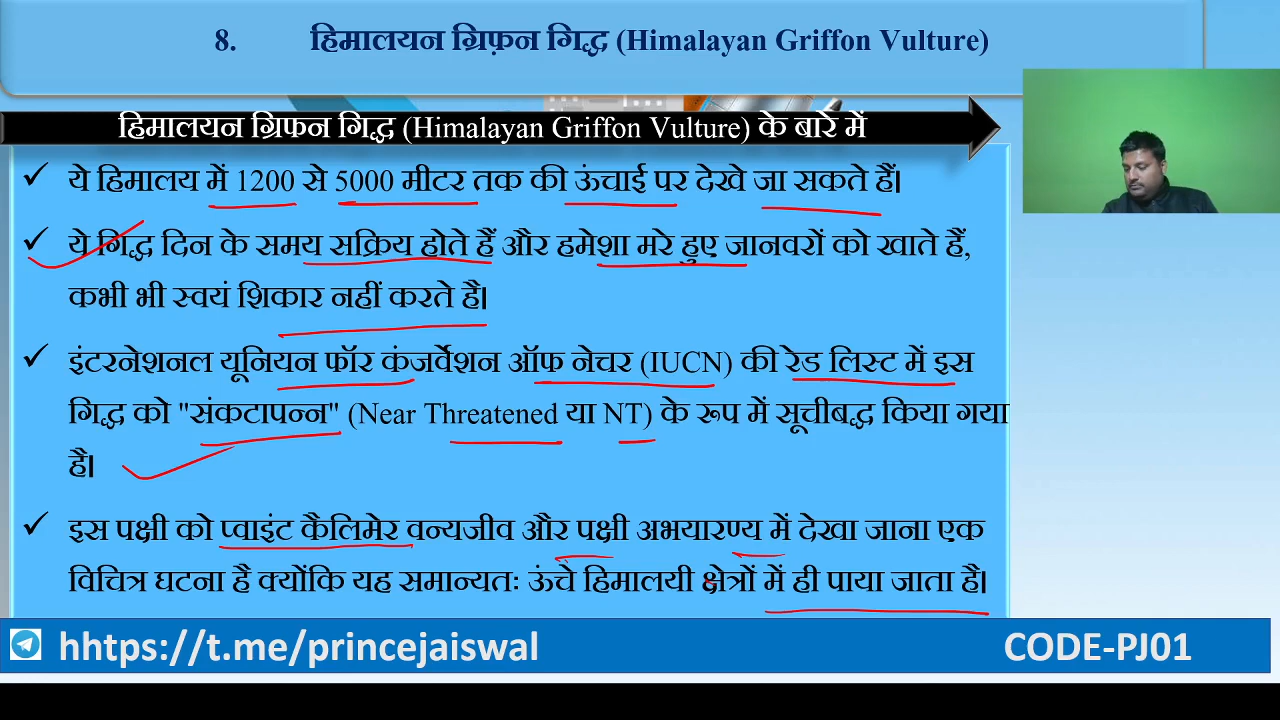 8. हिमालयन ग्रिफ़न गिद्ध (Himalayan Griffon Vulture)
हिमालयन ग्रिफन गिद्ध (Himalayan Griffon Vulture) के बारे में
✓ ये हिमालय में 1200 से 5000 मीटर तक की ऊंचाई पर देखे जा सकते हैं।
✓ ये गिद्ध दिन के समय सक्रिय होते हैं और हमेशा मरे हुए जानवरों को खाते हैं,
कभी भी स्वयं शिकार नहीं करते है।
✓ इंटरनेशनल यूनियन फॉर कंजर्वेशन ऑफ नेचर (IUCN) की रेड लिस्ट में इस
गिद्ध को "संकटापन्न" (Near Threatened या NT) के रूप में सूचीबद्ध किया गया
है।
✓ इस पक्षी को प्वाइंट कैलिमेर वन्यजीव और पक्षी अभयारण्य में देखा जाना एक
विचित्र घटना है क्योंकि यह समान्यतः ऊंचे हिमालयी क्षेत्रों में ही पाया जाता है।
hhtps://t.me/princejaiswal CODE-PJ01